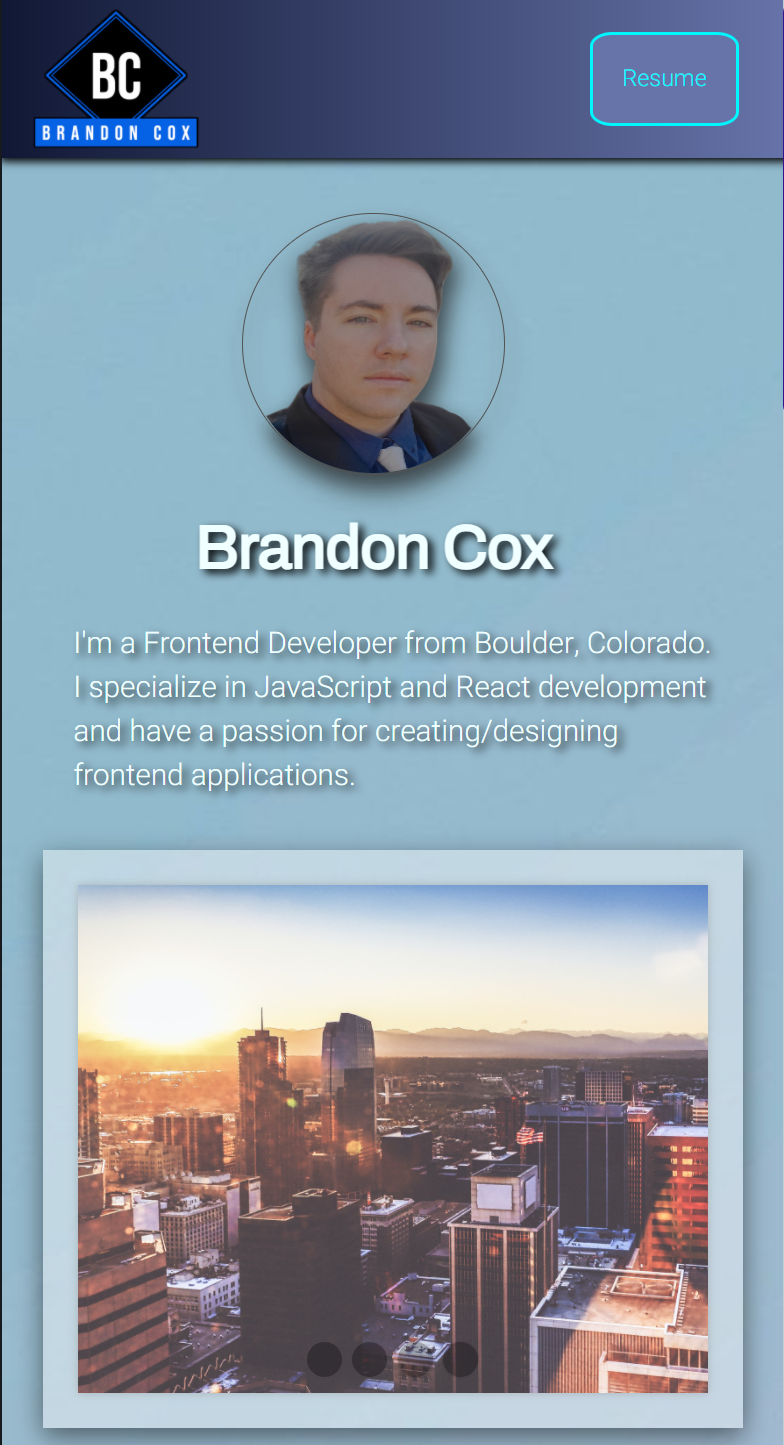 BC
BRANDON COX
Resume
Brandon Cox
I'm a Frontend Developer from Boulder, Colorado.
I specialize in JavaScript and React development
and have a passion for creating/designing
frontend applications.